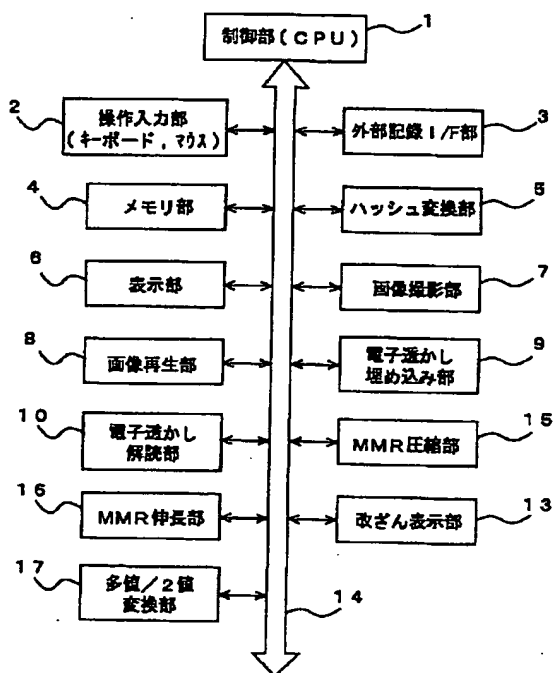 制御部(CPU)
1
2
操作入力部
(キーボード,マウス)
外部記録I/F部
3
4
メモリ部
ハッシュ変換部
5
6
表示部
画像撮影部
7
8
画像再生部
電子透かし
埋め込み部
9
10
電子透かし
解読部
MMR圧縮部
15
16
MMR伸長部
改ざん表示部
13
17
多値/2値
変換部
14